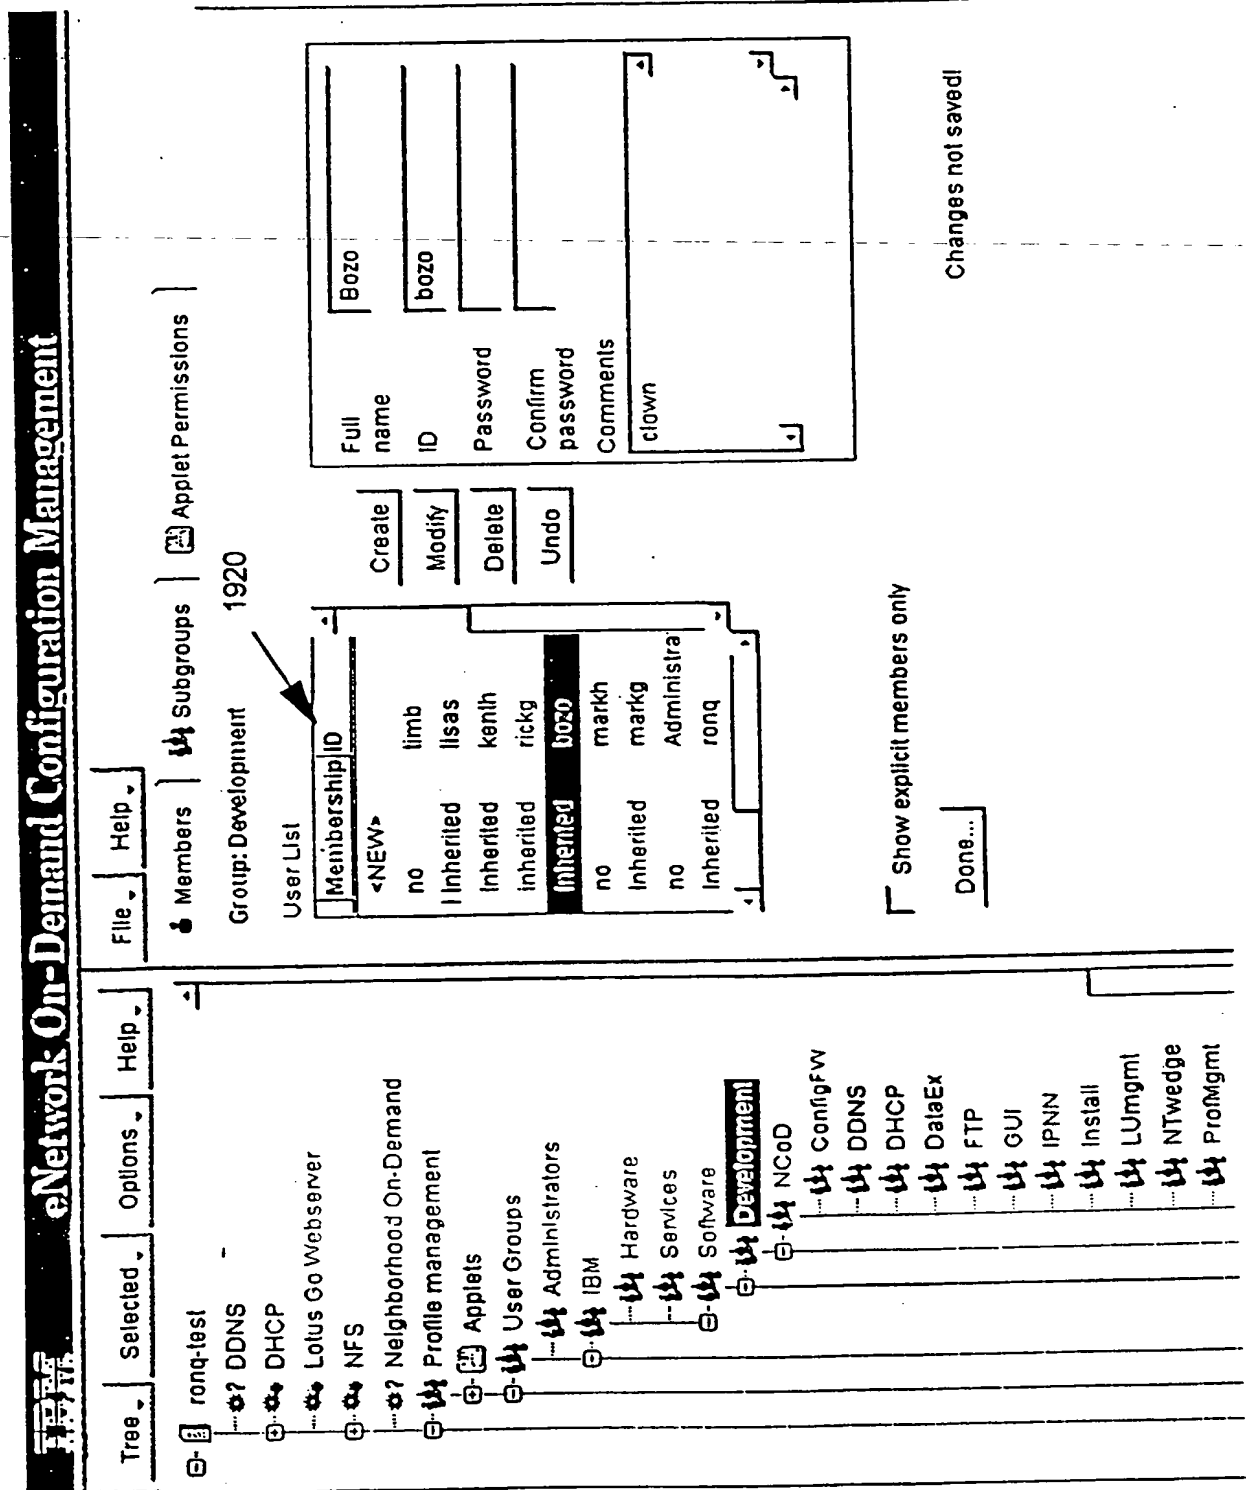 IBM eNetwork On-Demand Configuration Management
Tree Selected Options Help
ronq-test
? DDNS
DHCP
Lotus Go Webserver
NFS
? Neighborhood On-Demand
Profile management
Applets
User Groups
Administrators
IBM
Hardware
Services
Software
Development
NCoD
ConfigFW
DDNS
DHCP
DataEx
FTP
GUI
IPNN
Install
LUmgmt
NTwedge
ProfMgmt
File Help
Members Subgroups Applet Permissions
Group: Development
1920
User List
Membership ID
<NEW>
no timb
Inherited lisas
Inherited kenth
Inherited rickg
Inherited bozo
no markh
Inherited markg
no Administra
Inherited ronq
Create
Modify
Delete
Undo
Full name Bozo
ID bozo
Password
Confirm password
Comments
clown
Show explicit members only
Done...
Changes not saved!